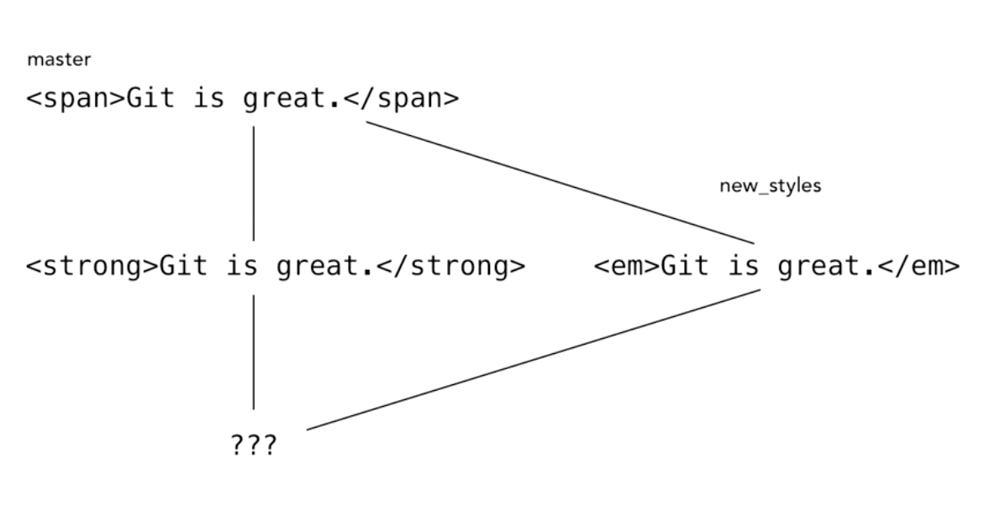 master
<span>Git is great.</span>
new_styles
<strong>Git is great.</strong>
<em>Git is great.</em>
???